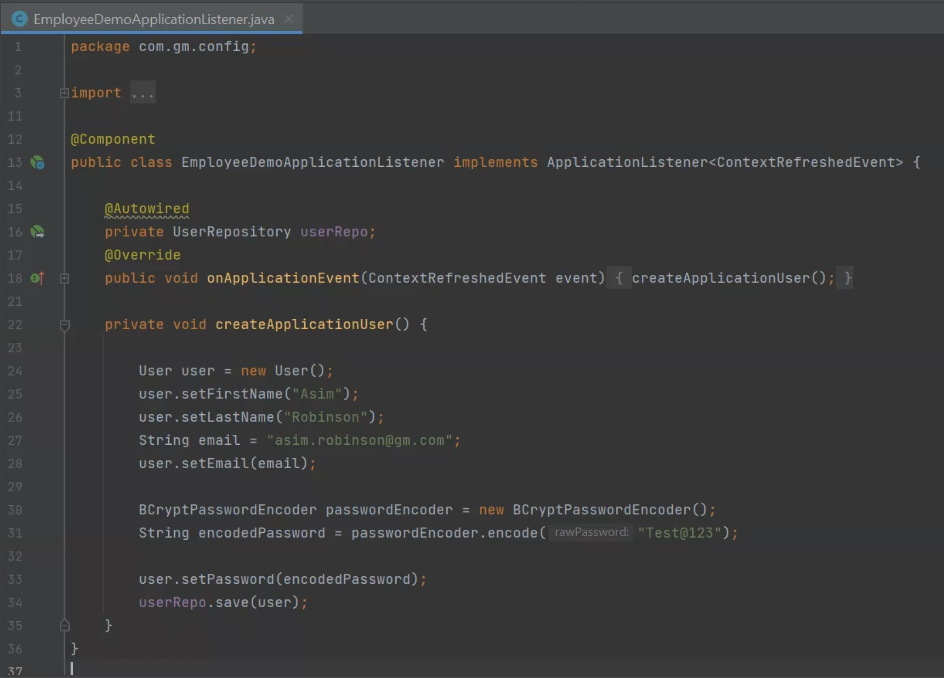 EmployeeDemoApplicationListener.java
1 package com.gm.config;
2
3 import ...
11
12 @Component
13 public class EmployeeDemoApplicationListener implements ApplicationListener<ContextRefreshedEvent> {
14
15 @Autowired
16 private UserRepository userRepo;
17 @Override
18 public void onApplicationEvent(ContextRefreshedEvent event) { createApplicationUser(); }
21
22 private void createApplicationUser() {
23
24 User user = new User();
25 user.setFirstName("Asim");
26 user.setLastName("Robinson");
27 String email = "asim.robinson@gm.com";
28 user.setEmail(email);
29
30 BCryptPasswordEncoder passwordEncoder = new BCryptPasswordEncoder();
31 String encodedPassword = passwordEncoder.encode( rawPassword: "Test@123");
32
33 user.setPassword(encodedPassword);
34 userRepo.save(user);
35 }
36 }
37